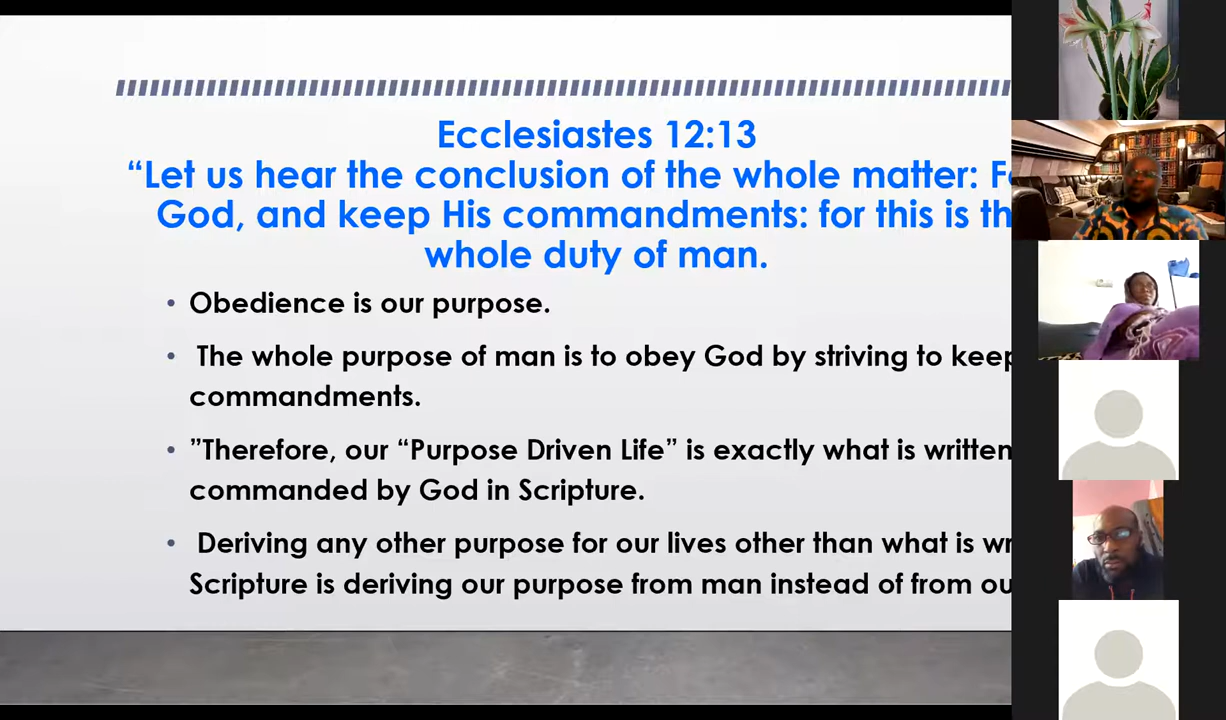 Ecclesiastes 12:13
“Let us hear the conclusion of the whole matter:
God, and keep His commandments: for this is
whole duty of man.
• Obedience is our purpose.
• The whole purpose of man is to obey God by striving to keep
commandments.
• ”Therefore, our “Purpose Driven Life” is exactly what is written
commanded by God in Scripture.
• Deriving any other purpose for our lives other than what is
Scripture is deriving our purpose from man instead of from